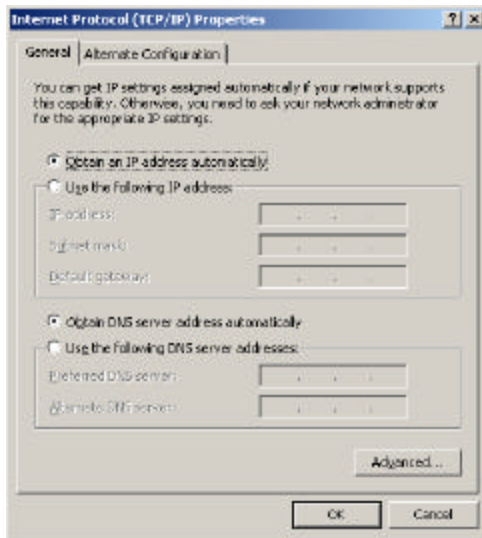 Internet Protocol (TCP/IP) Properties
General
Alternate Configuration
You can get IP settings assigned automatically if your network supports
this capability. Otherwise, you need to ask your network administrator
for the appropriate IP settings.
Obtain an IP address automatically
Use the following IP address:
IP address:
Subnet mask:
Default gateway:
Obtain DNS server address automatically
Use the following DNS server addresses:
Preferred DNS server:
Alternate DNS server:
Advanced...
OK
Cancel